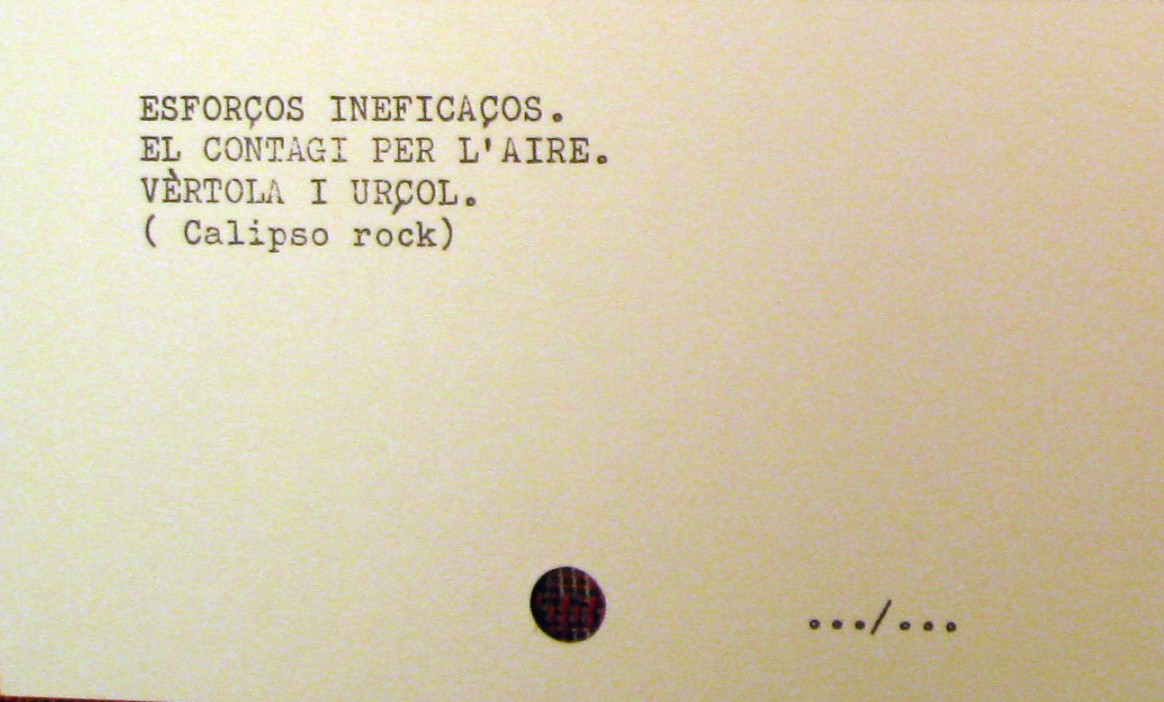 ESFORÇOS INEFICAÇOS.
EL CONTAGI PER L'AIRE.
VÈRTOLA I URÇOL.
( Calipso rock)
.../...